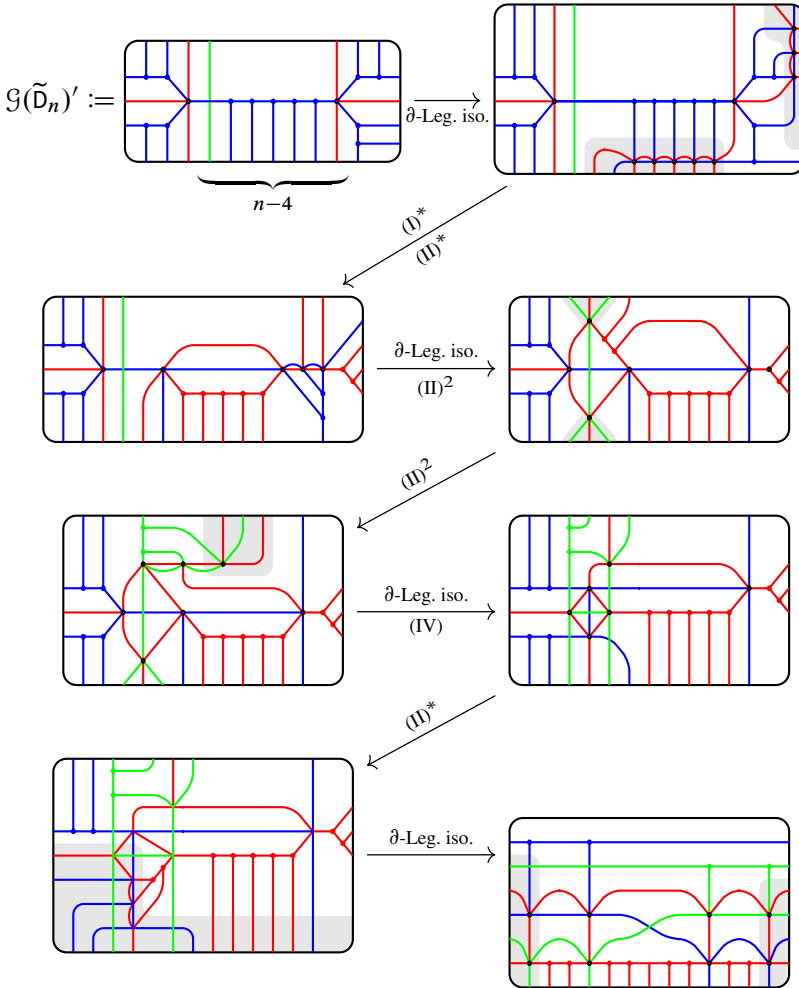 𝒢(D̃ₙ)′ :=
∂-Leg. iso.
n−4
(I)*
(II)*
∂-Leg. iso.
(II)²
(II)²
∂-Leg. iso.
(IV)
(II)*
∂-Leg. iso.